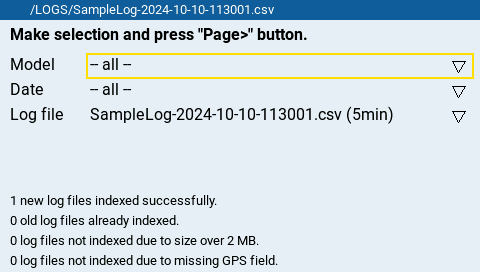 /LOGS/SampleLog-2024-10-10-113001.csv
Make selection and press "Page>" button.
Model -- all --
Date -- all --
Log file SampleLog-2024-10-10-113001.csv (5min)
1 new log files indexed successfully.
0 old log files already indexed.
0 log files not indexed due to size over 2 MB.
0 log files not indexed due to missing GPS field.